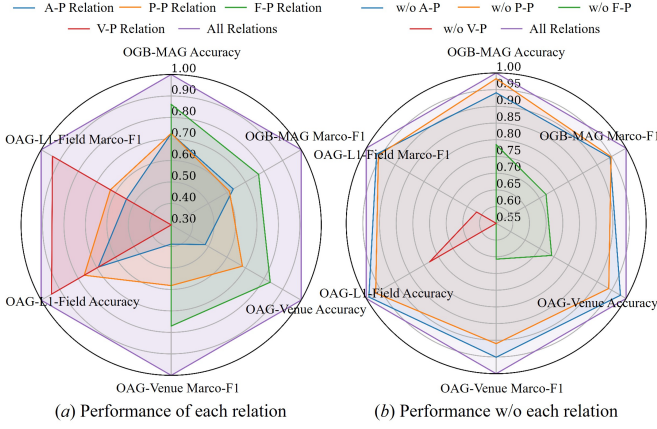 A-P Relation P-P Relation F-P Relation
V-P Relation All Relations
OGB-MAG Accuracy
1.00
0.90
0.80
0.70
0.60
0.50
0.40
0.30
OGB-MAG Marco-F1
OAG-L1-Field Marco-F1
OAG-L1-Field Accuracy
OAG-Venue Accuracy
OAG-Venue Marco-F1
(a) Performance of each relation
w/o A-P w/o P-P w/o F-P
w/o V-P All Relations
OGB-MAG Accuracy
1.00
0.95
0.90
0.85
0.80
0.75
0.70
0.65
0.60
0.55
OGB-MAG Marco-F1
OAG-L1-Field Marco-F1
OAG-L1-Field Accuracy
OAG-Venue Accuracy
OAG-Venue Marco-F1
(b) Performance w/o each relation